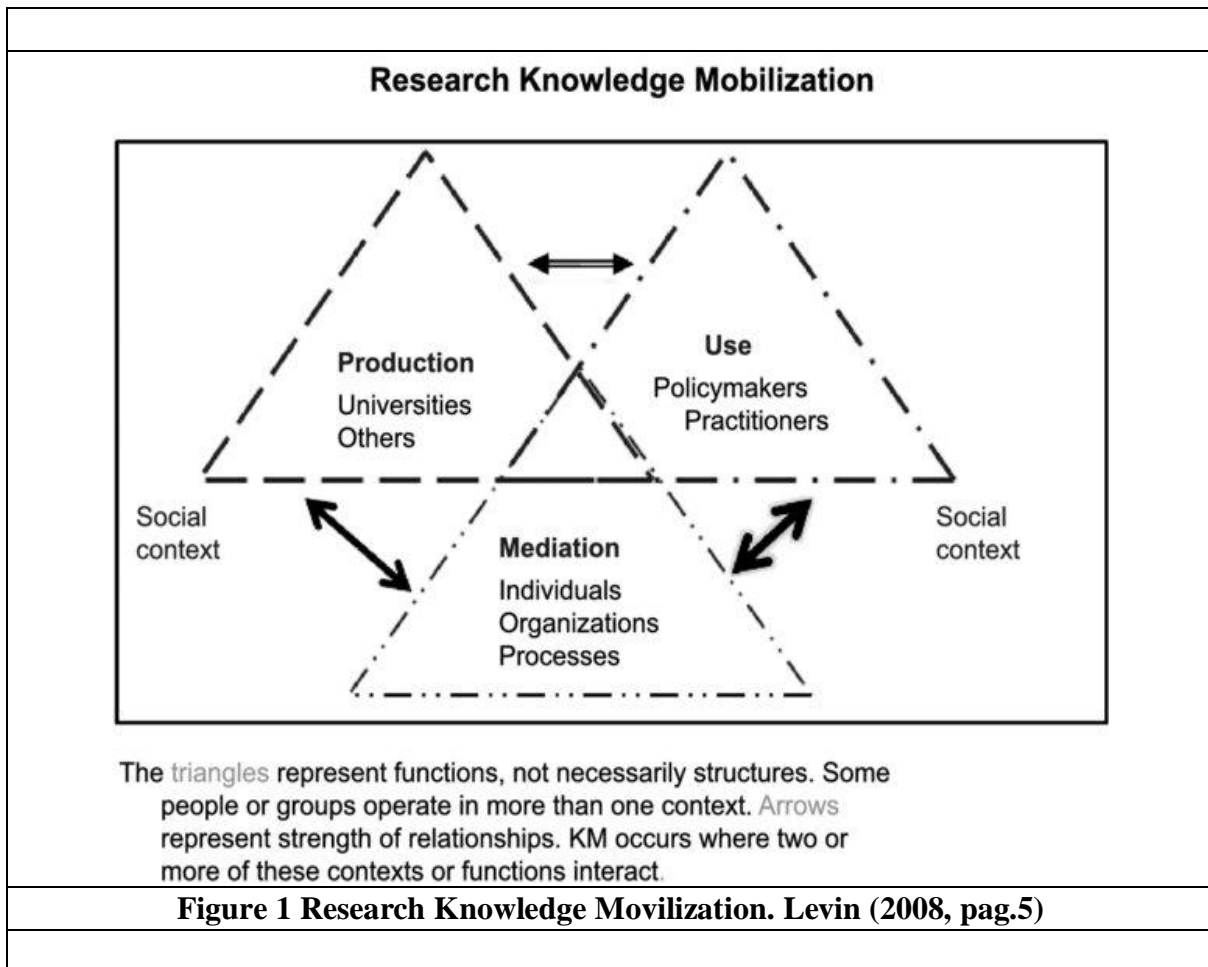 Research Knowledge Mobilization
Production
Universities
Others
Use
Policymakers
Practitioners
Social
context
Mediation
Individuals
Organizations
Processes
Social
context
The triangles represent functions, not necessarily structures. Some
people or groups operate in more than one context. Arrows
represent strength of relationships. KM occurs where two or
more of these contexts or functions interact.
Figure 1 Research Knowledge Movilization. Levin (2008, pag.5)